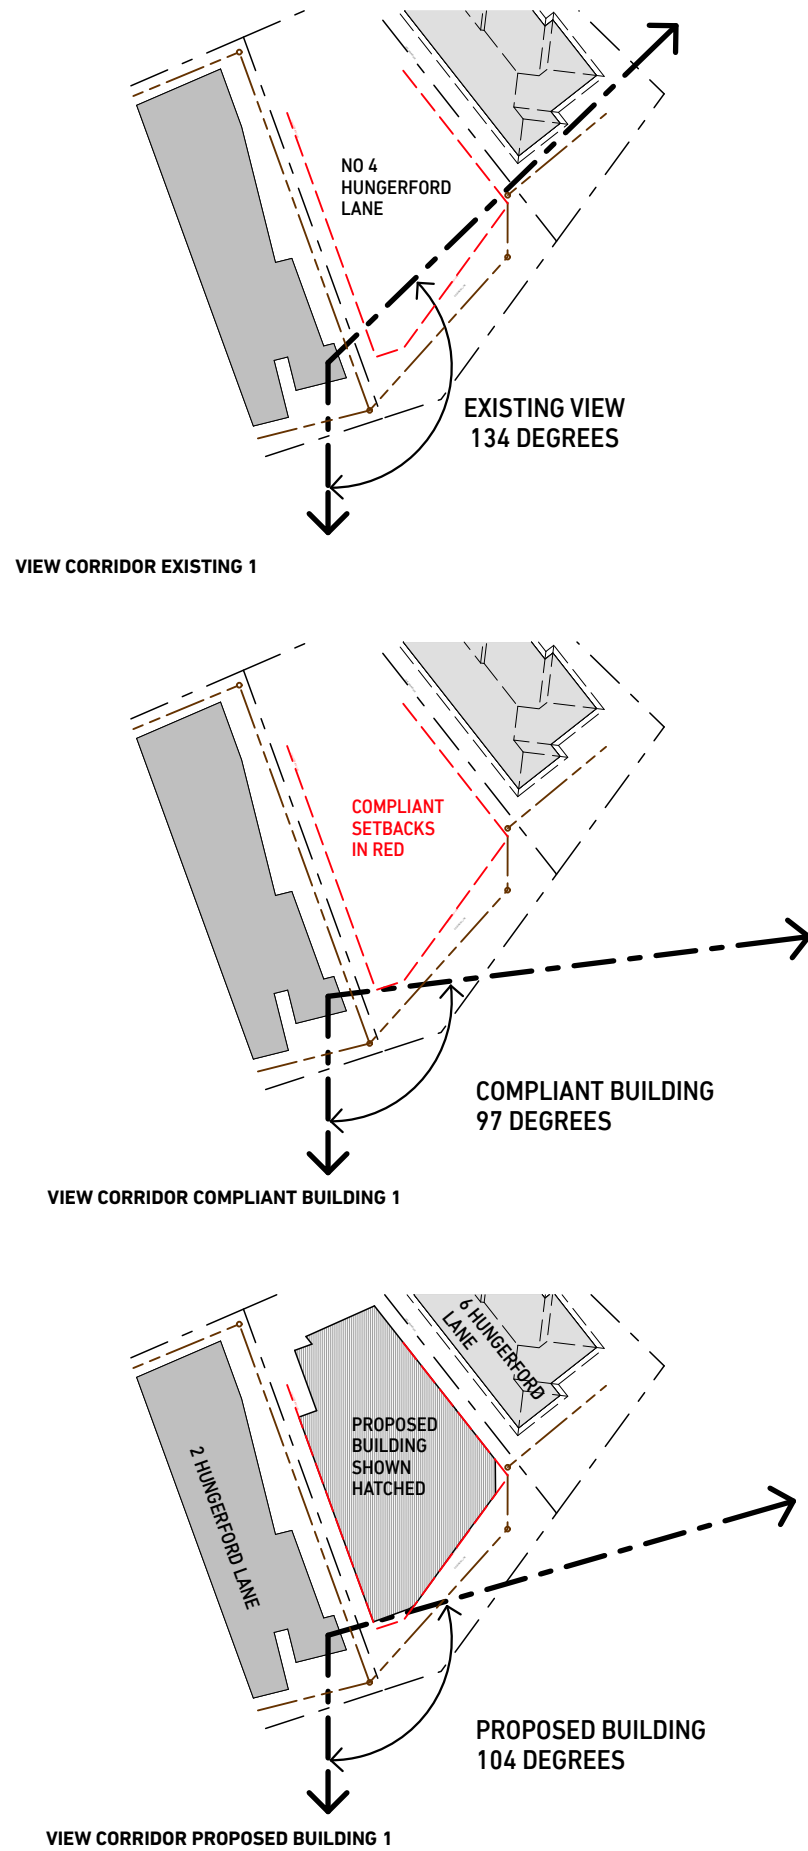 NO 4
HUNGERFORD
LANE
EXISTING VIEW
134 DEGREES
VIEW CORRIDOR EXISTING 1
COMPLIANT
SETBACKS
IN RED
COMPLIANT BUILDING
97 DEGREES
VIEW CORRIDOR COMPLIANT BUILDING 1
6 HUNGERFORD
LANE
PROPOSED
BUILDING
SHOWN
HATCHED
2 HUNGERFORD LANE
PROPOSED BUILDING
104 DEGREES
VIEW CORRIDOR PROPOSED BUILDING 1